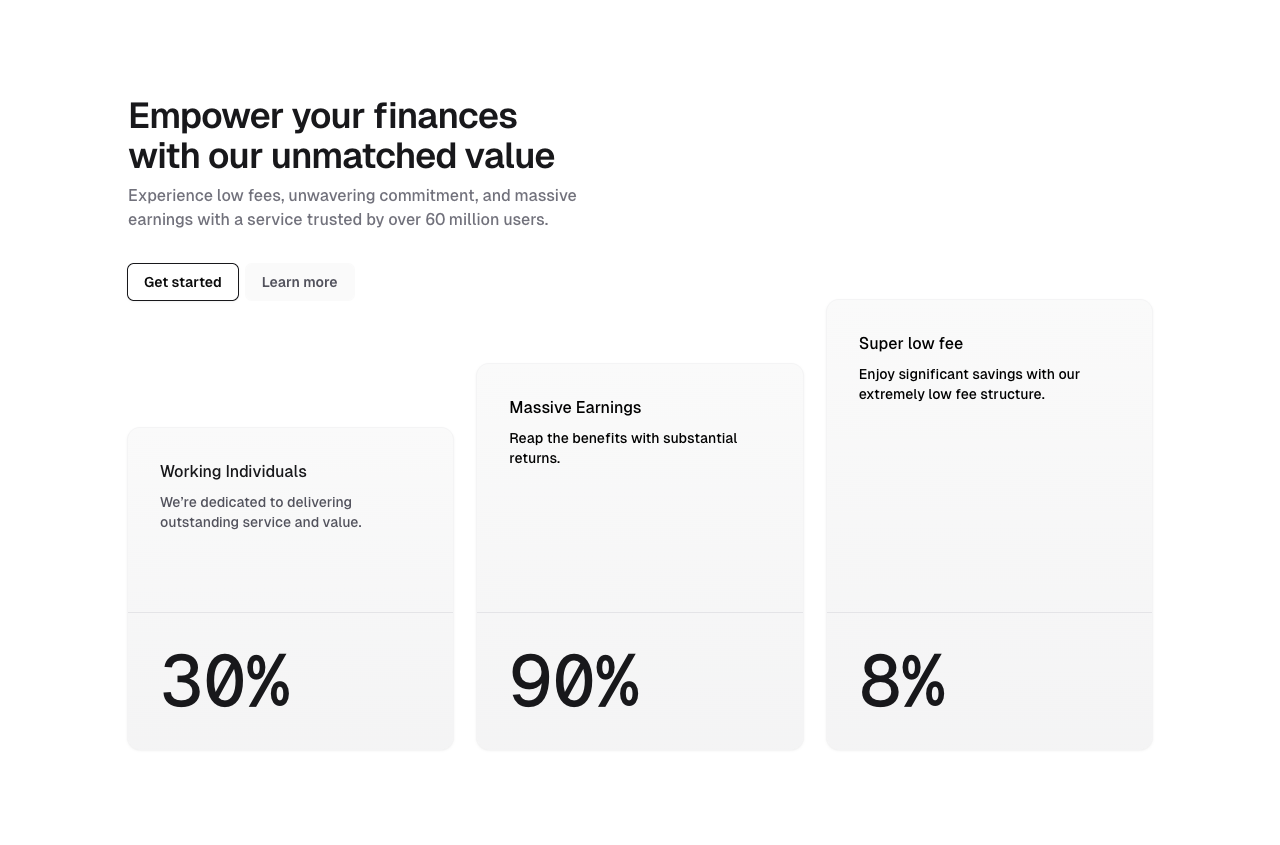 Empower your finances
with our unmatched value
Experience low fees, unwavering commitment, and massive
earnings with a service trusted by over 60 million users.
Get started
Learn more
Working Individuals
We’re dedicated to delivering
outstanding service and value.
30%
Massive Earnings
Reap the benefits with substantial
returns.
90%
Super low fee
Enjoy significant savings with our
extremely low fee structure.
8%